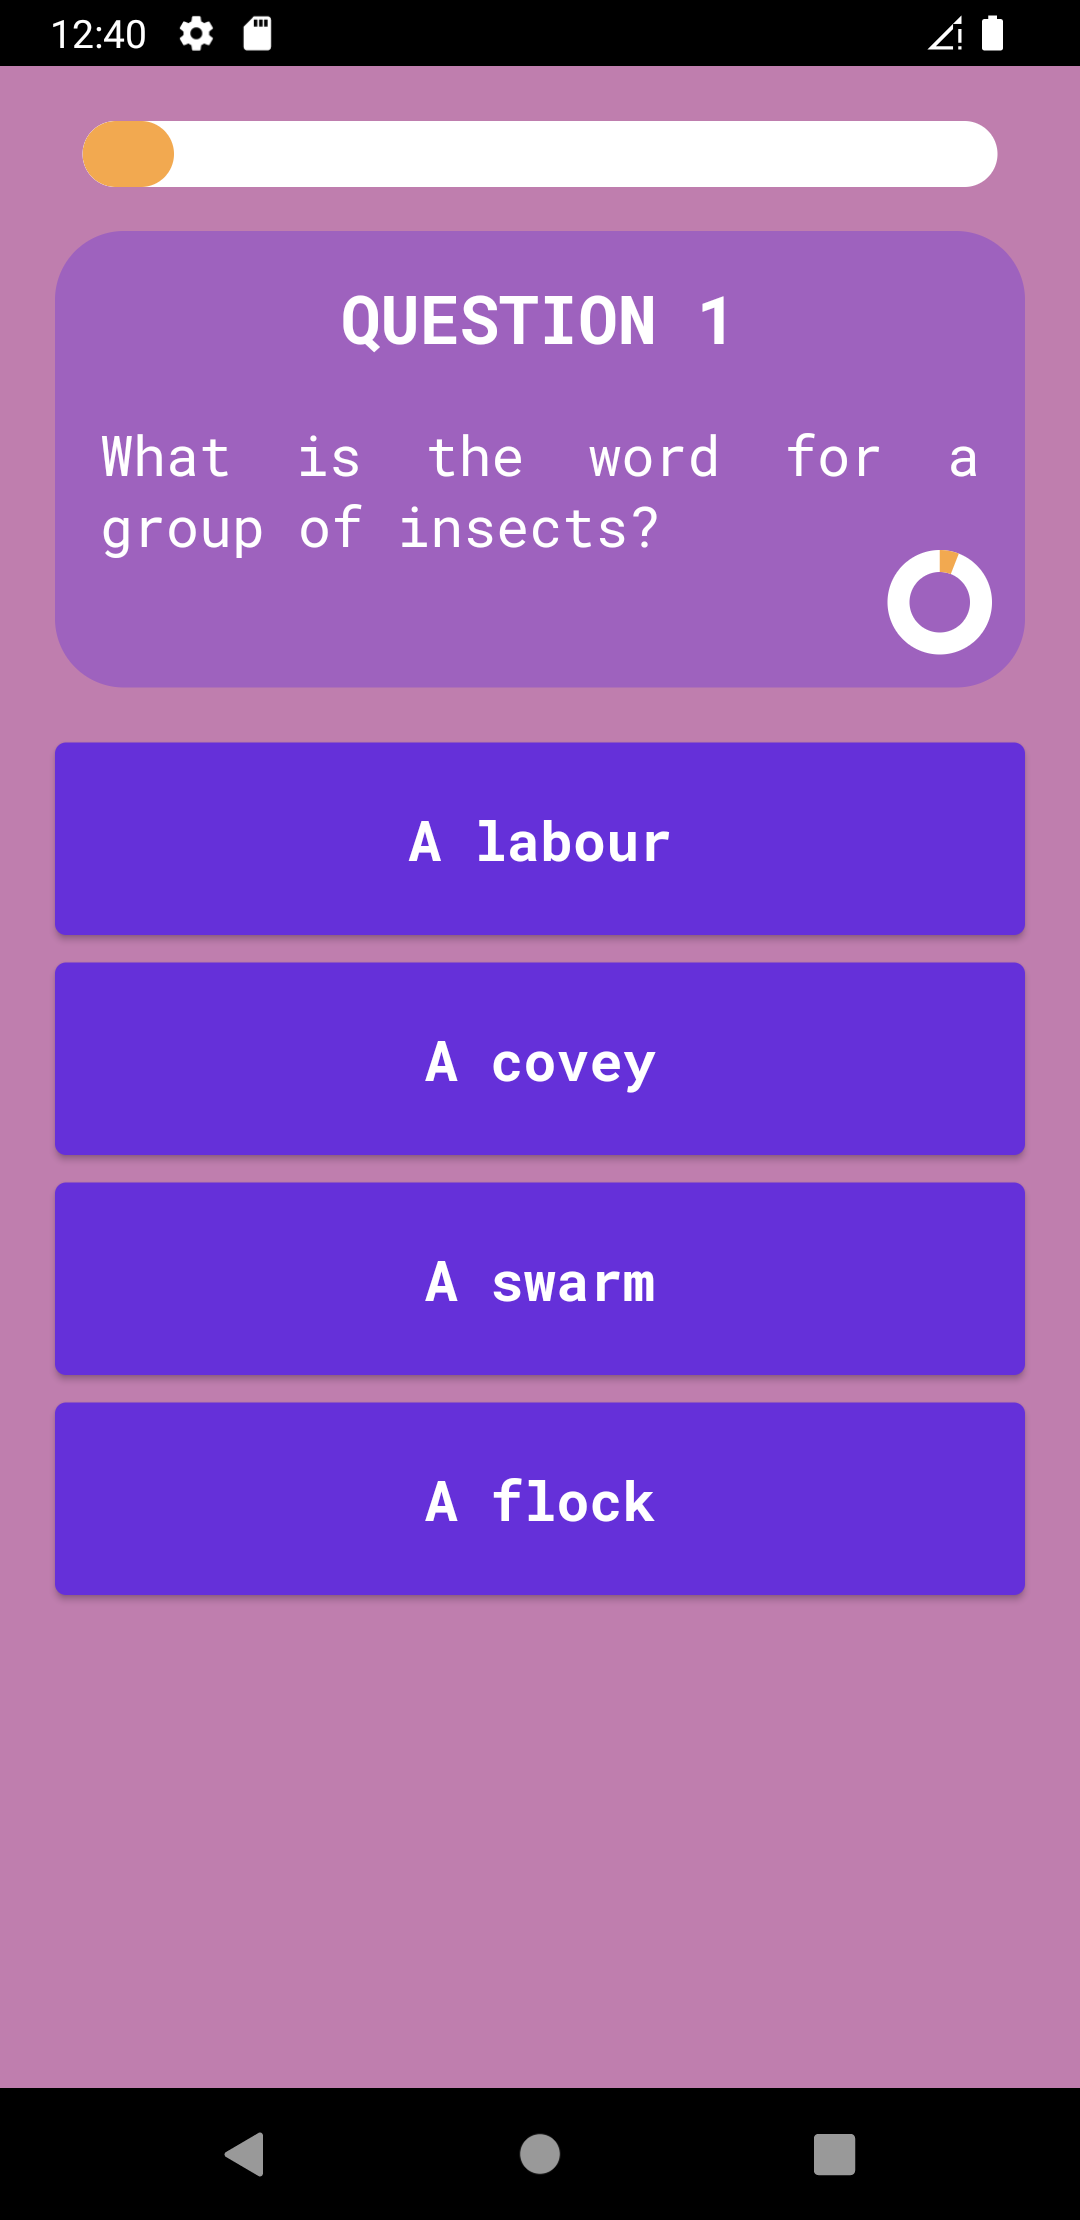 12:40
QUESTION 1
What is the word for a
group of insects?
A labour
A covey
A swarm
A flock